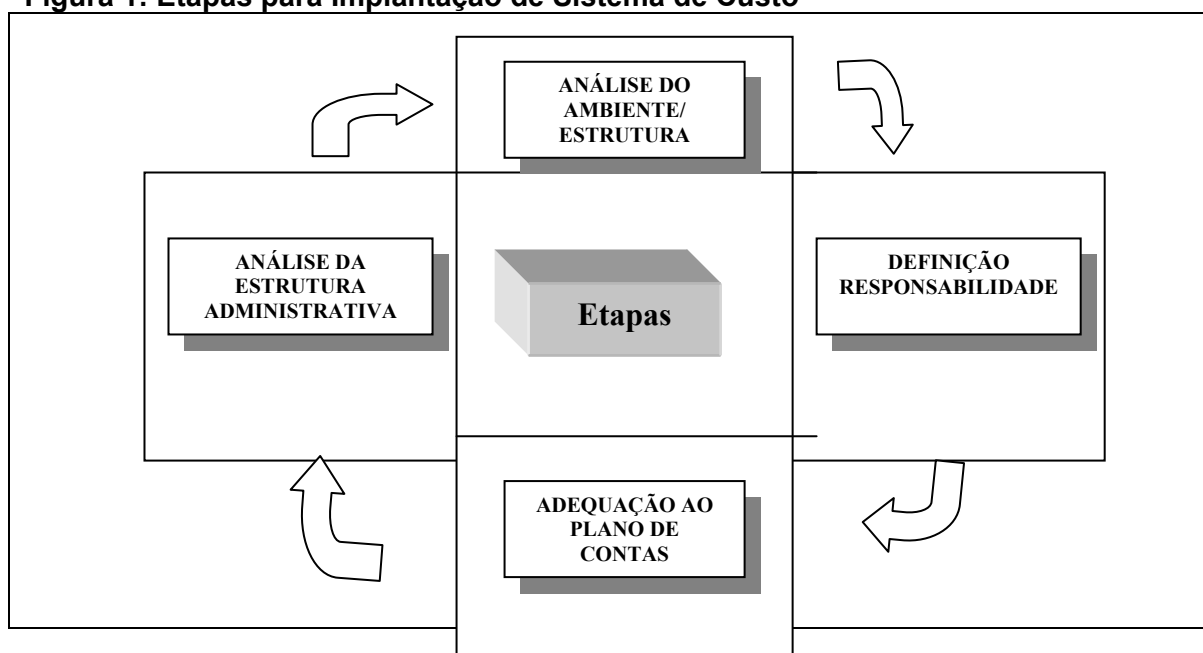 Figura 1: Etapas para Implantação de Sistema de Custo
ANÁLISE DO
AMBIENTE/
ESTRUTURA
ANÁLISE DA
ESTRUTURA
ADMINISTRATIVA
Etapas
DEFINIÇÃO
RESPONSABILIDADE
ADEQUAÇÃO AO
PLANO DE
CONTAS